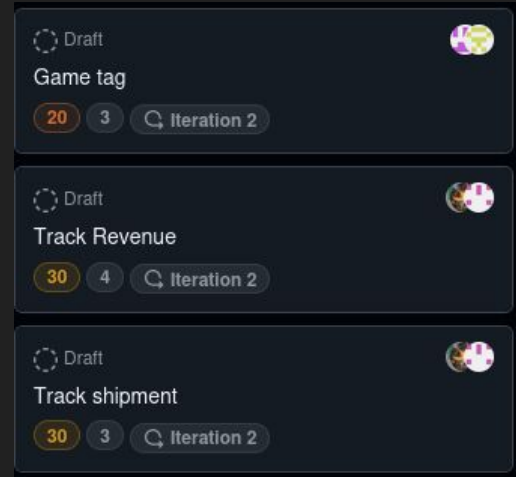 Draft
Game tag
20 3 Iteration 2
Draft
Track Revenue
30 4 Iteration 2
Draft
Track shipment
30 3 Iteration 2